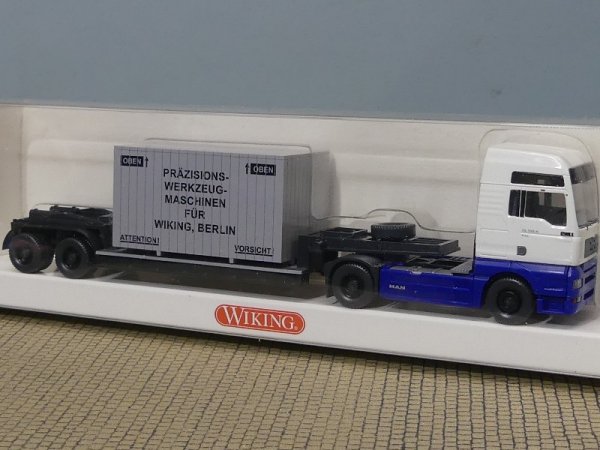 OBEN
OBEN
PRÄZISIONS-
WERKZEUG-
MASCHINEN
FÜR
WIKING, BERLIN
ATTENTION!
VORSICHT!
MAN
WIKING®